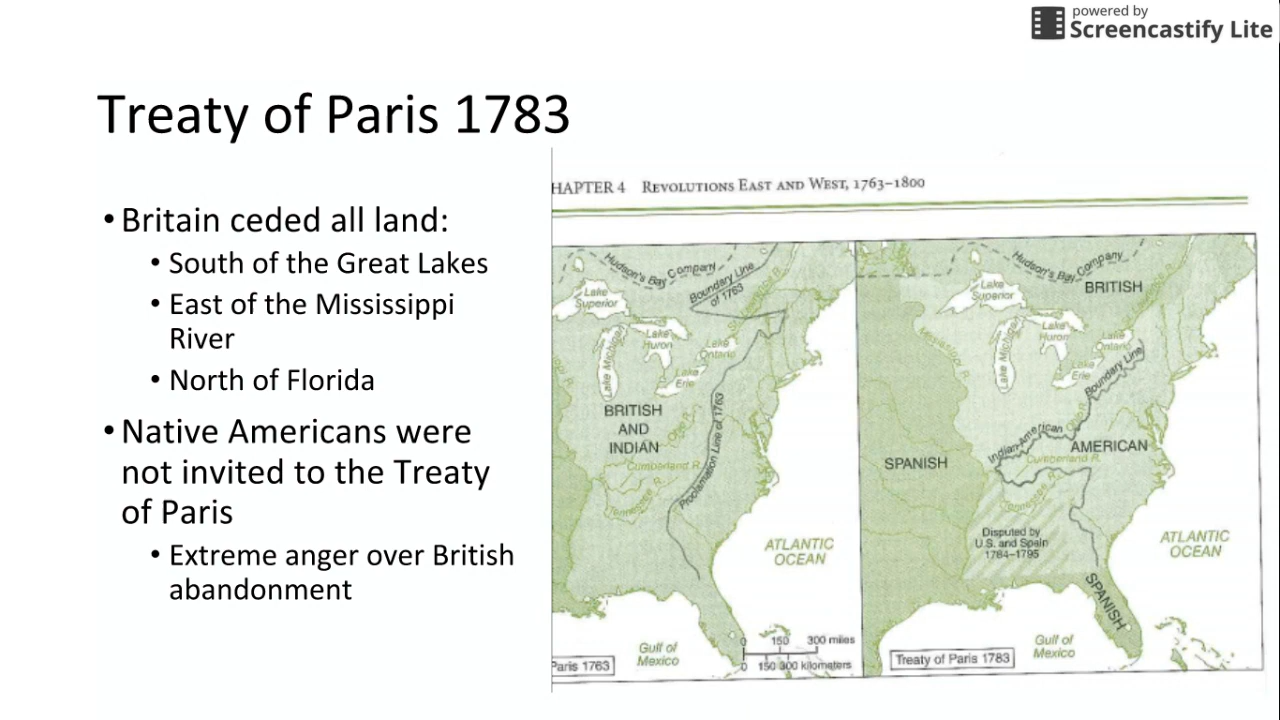 powered by
Screencastify Lite
Treaty of Paris 1783
• Britain ceded all land:
• South of the Great Lakes
• East of the Mississippi
River
• North of Florida
• Native Americans were
not invited to the Treaty
of Paris
• Extreme anger over British
abandonment
HAPTER 4 REVOLUTIONS EAST AND WEST, 1763–1800
Hudson's Bay Company
Boundary Line
of 1763
Lake
Superior
Lake Michigan
Lake
Huron
Lake
Ontario
Lake
Erie
BRITISH
AND
INDIAN
Ohio R.
Cumberland R.
Tennessee R.
Proclamation Line of 1763
ATLANTIC
OCEAN
Gulf of
Mexico
0 150 300 miles
0 150 300 kilometers
Paris 1763
Hudson's Bay Company
BRITISH
Lake
Superior
Mississippi R.
Lake Michigan
Lake
Huron
Lake
Ontario
Lake
Erie
Indian-American Boundary Line
Ohio R.
AMERICAN
SPANISH
Cumberland R.
Tennessee R.
Disputed by
U.S. and Spain
1784–1795
ATLANTIC
OCEAN
SPANISH
Gulf of
Mexico
Treaty of Paris 1783